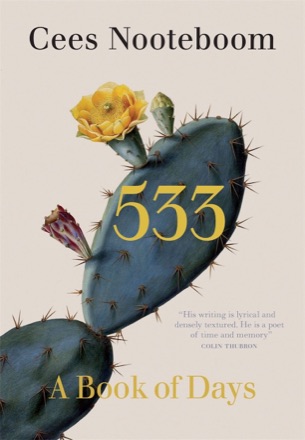 Cees Nooteboom
533
“His writing is lyrical and
densely textured. He is a poet
of time and memory”
COLIN THUBRON
A Book of Days